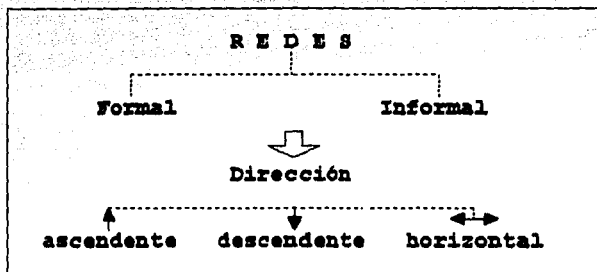 R E D E S
Formal Informal
Dirección
ascendente descendente horizontal